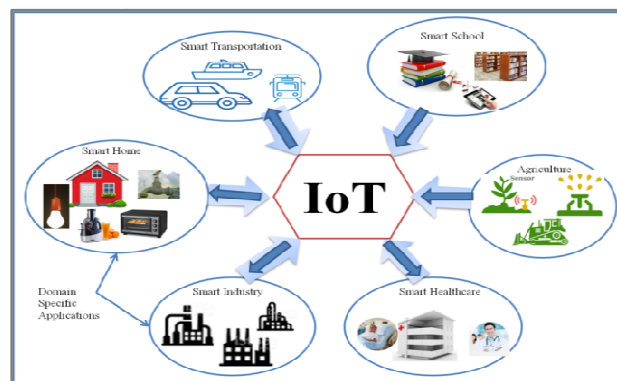 Smart Transportation
Smart School
Smart Home
IoT
Agriculture
Sensor
Domain
Specific
Applications
Smart Industry
Smart Healthcare